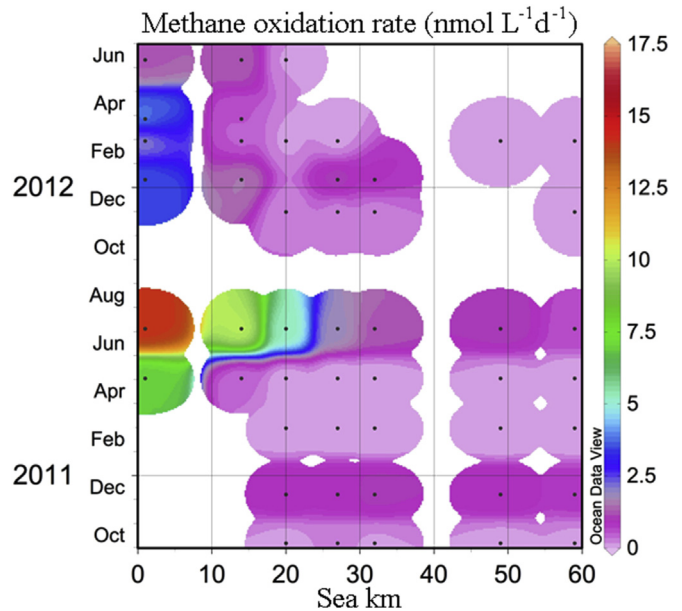 Methane oxidation rate (nmol L⁻¹d⁻¹)
Jun
Apr
Feb
2012
Dec
Oct
Aug
Jun
Apr
Feb
2011
Dec
Oct
0 10 20 30 40 50 60
Sea km
17.5
15
12.5
10
7.5
5
2.5
0
Ocean Data View